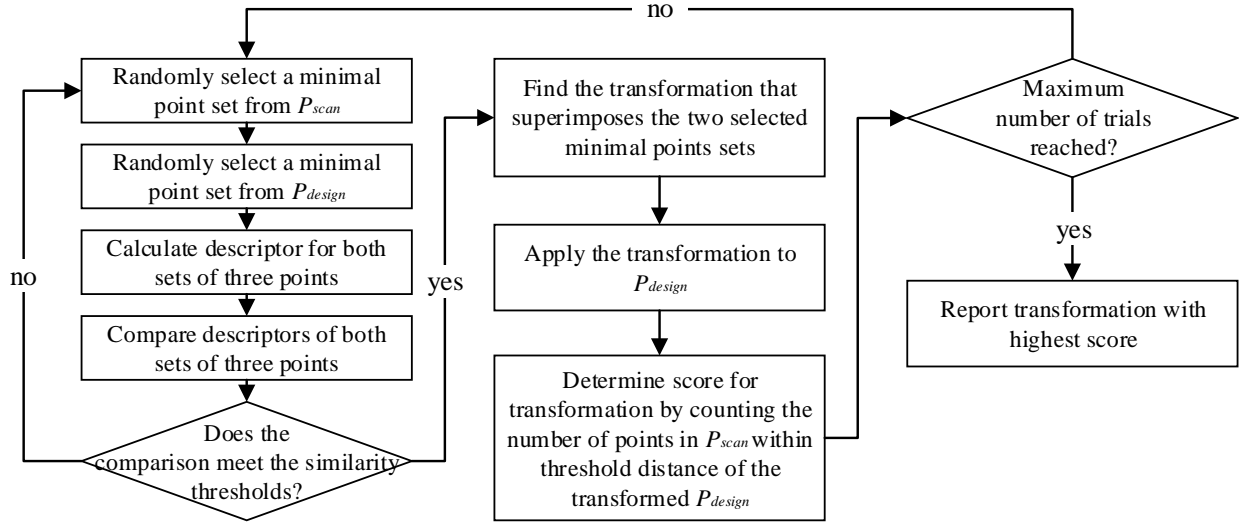 no
Randomly select a minimal
point set from Pscan
Randomly select a minimal
point set from Pdesign
Calculate descriptor for both
sets of three points
no
Compare descriptors of both
sets of three points
Does the
comparison meet the similarity
thresholds?
yes
Find the transformation that
superimposes the two selected
minimal points sets
Apply the transformation to
Pdesign
Determine score for
transformation by counting the
number of points in Pscan within
threshold distance of the
transformed Pdesign
Maximum
number of trials
reached?
yes
Report transformation with
highest score